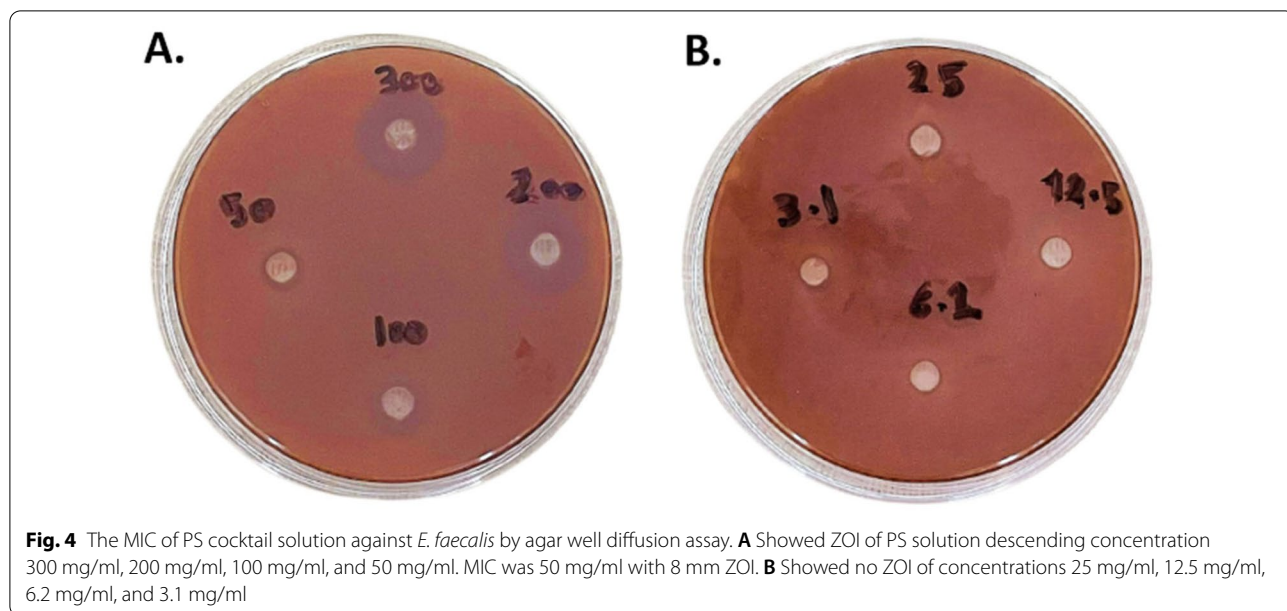 A.
B.
300
200
50
100
25
12.5
3.1
6.2
Fig. 4 The MIC of PS cocktail solution against E. faecalis by agar well diffusion assay. A Showed ZOI of PS solution descending concentration
300 mg/ml, 200 mg/ml, 100 mg/ml, and 50 mg/ml. MIC was 50 mg/ml with 8 mm ZOI. B Showed no ZOI of concentrations 25 mg/ml, 12.5 mg/ml,
6.2 mg/ml, and 3.1 mg/ml